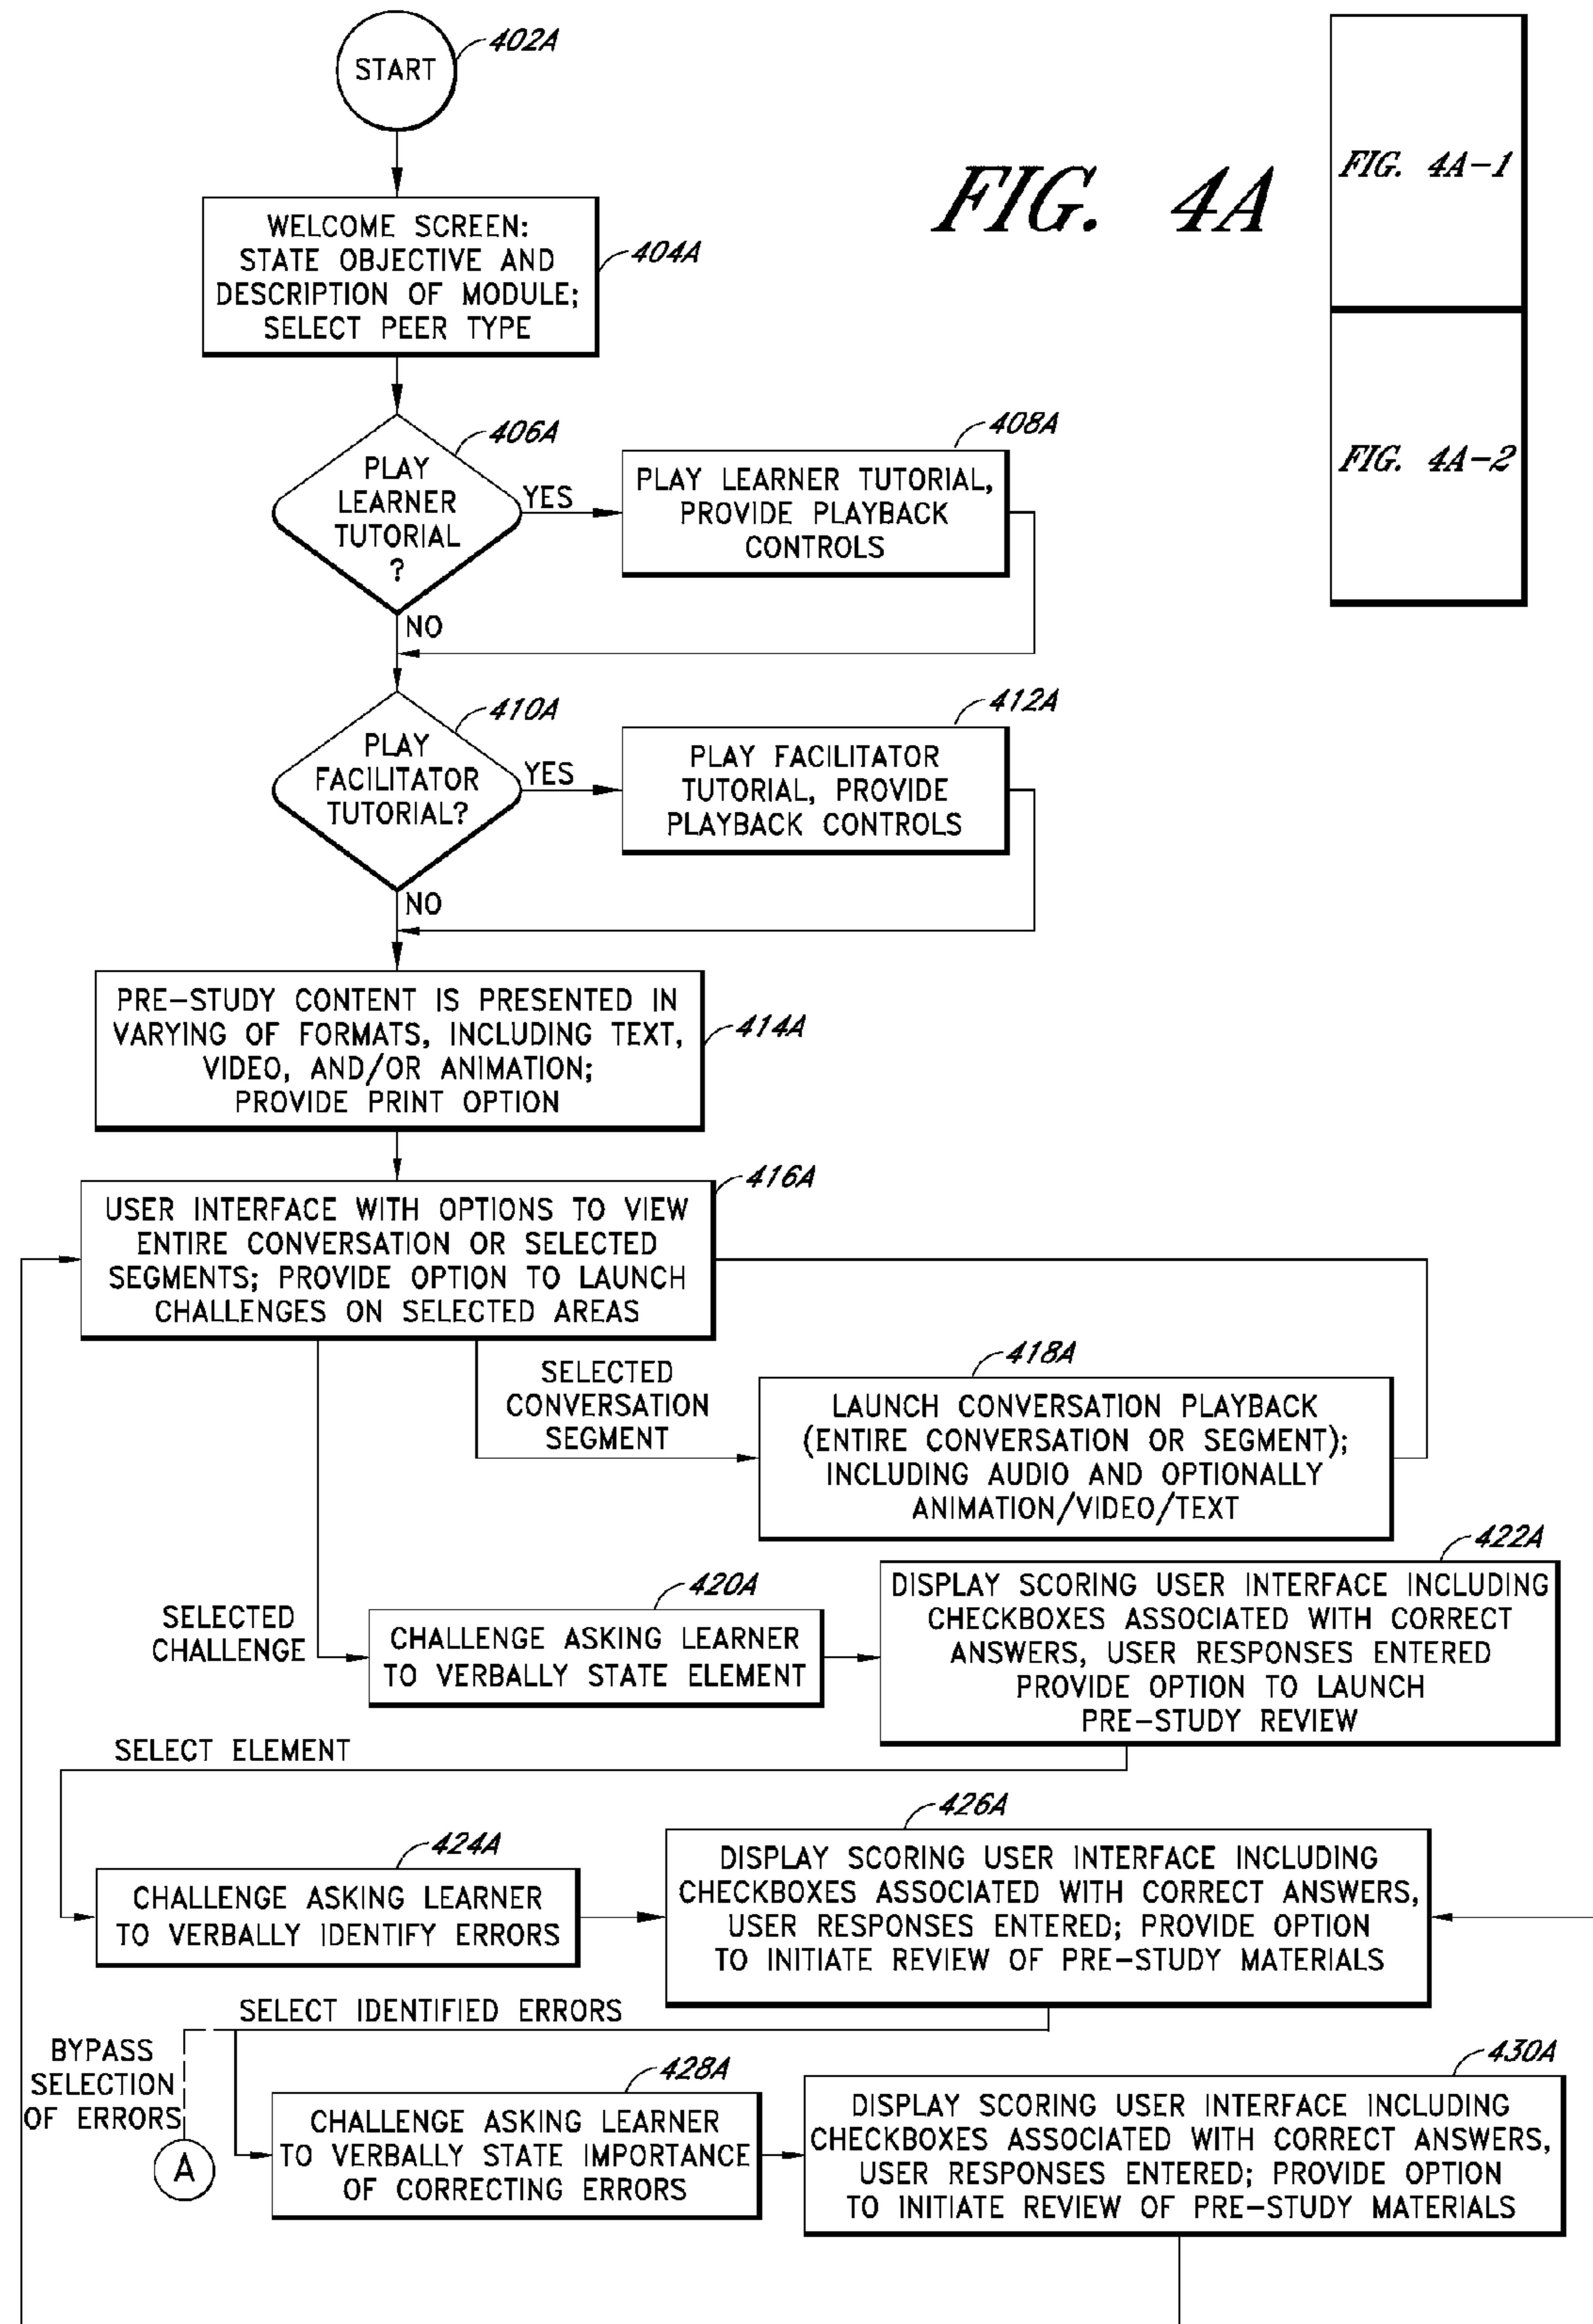 START
402A
FIG. 4A
FIG. 4A-1
FIG. 4A-2
WELCOME SCREEN:
STATE OBJECTIVE AND
DESCRIPTION OF MODULE;
SELECT PEER TYPE
404A
PLAY
LEARNER
TUTORIAL
?
406A
YES
NO
PLAY LEARNER TUTORIAL,
PROVIDE PLAYBACK
CONTROLS
408A
PLAY
FACILITATOR
TUTORIAL?
410A
YES
NO
PLAY FACILITATOR
TUTORIAL, PROVIDE
PLAYBACK CONTROLS
412A
PRE-STUDY CONTENT IS PRESENTED IN
VARYING OF FORMATS, INCLUDING TEXT,
VIDEO, AND/OR ANIMATION;
PROVIDE PRINT OPTION
414A
USER INTERFACE WITH OPTIONS TO VIEW
ENTIRE CONVERSATION OR SELECTED
SEGMENTS; PROVIDE OPTION TO LAUNCH
CHALLENGES ON SELECTED AREAS
416A
SELECTED
CONVERSATION
SEGMENT
418A
LAUNCH CONVERSATION PLAYBACK
(ENTIRE CONVERSATION OR SEGMENT);
INCLUDING AUDIO AND OPTIONALLY
ANIMATION/VIDEO/TEXT
SELECTED
CHALLENGE
420A
CHALLENGE ASKING LEARNER
TO VERBALLY STATE ELEMENT
422A
DISPLAY SCORING USER INTERFACE INCLUDING
CHECKBOXES ASSOCIATED WITH CORRECT
ANSWERS, USER RESPONSES ENTERED
PROVIDE OPTION TO LAUNCH
PRE-STUDY REVIEW
SELECT ELEMENT
424A
CHALLENGE ASKING LEARNER
TO VERBALLY IDENTIFY ERRORS
426A
DISPLAY SCORING USER INTERFACE INCLUDING
CHECKBOXES ASSOCIATED WITH CORRECT ANSWERS,
USER RESPONSES ENTERED; PROVIDE OPTION
TO INITIATE REVIEW OF PRE-STUDY MATERIALS
SELECT IDENTIFIED ERRORS
BYPASS
SELECTION
OF ERRORS
A
428A
CHALLENGE ASKING LEARNER
TO VERBALLY STATE IMPORTANCE
OF CORRECTING ERRORS
430A
DISPLAY SCORING USER INTERFACE INCLUDING
CHECKBOXES ASSOCIATED WITH CORRECT ANSWERS,
USER RESPONSES ENTERED; PROVIDE OPTION
TO INITIATE REVIEW OF PRE-STUDY MATERIALS